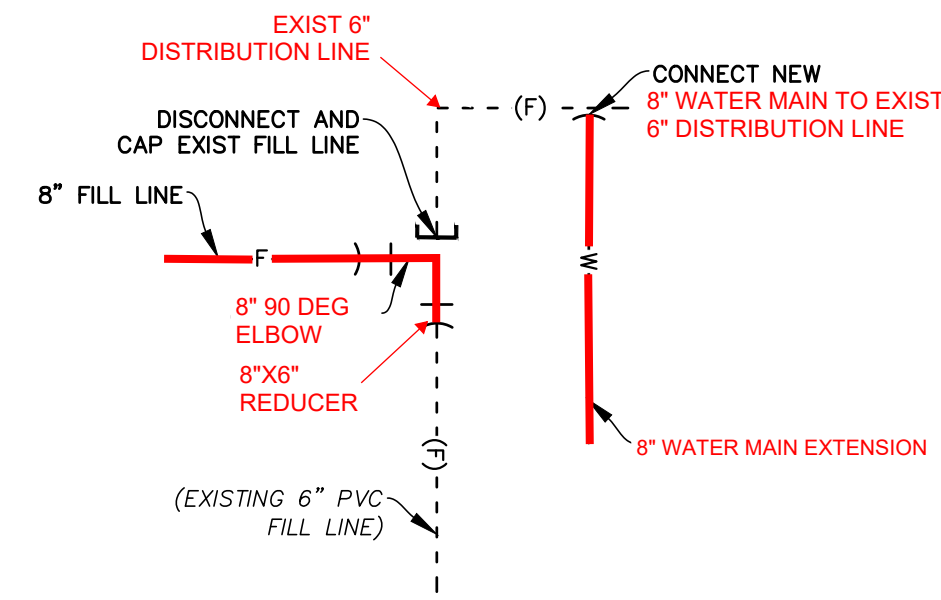 EXIST 6"
DISTRIBUTION LINE
CONNECT NEW
8" WATER MAIN TO EXIST
6" DISTRIBUTION LINE
(F)
DISCONNECT AND
CAP EXIST FILL LINE
8" FILL LINE
F
W
8" 90 DEG
ELBOW
8"X6"
REDUCER
8" WATER MAIN EXTENSION
(F)
(EXISTING 6" PVC
FILL LINE)